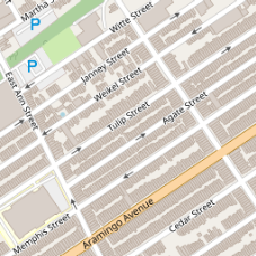 Martha
P
Witte Street
P
Janney Street
Weikel Street
East Ann Street
Tulip Street
Agate Street
Memphis Street
Aramingo Avenue
Cedar Street